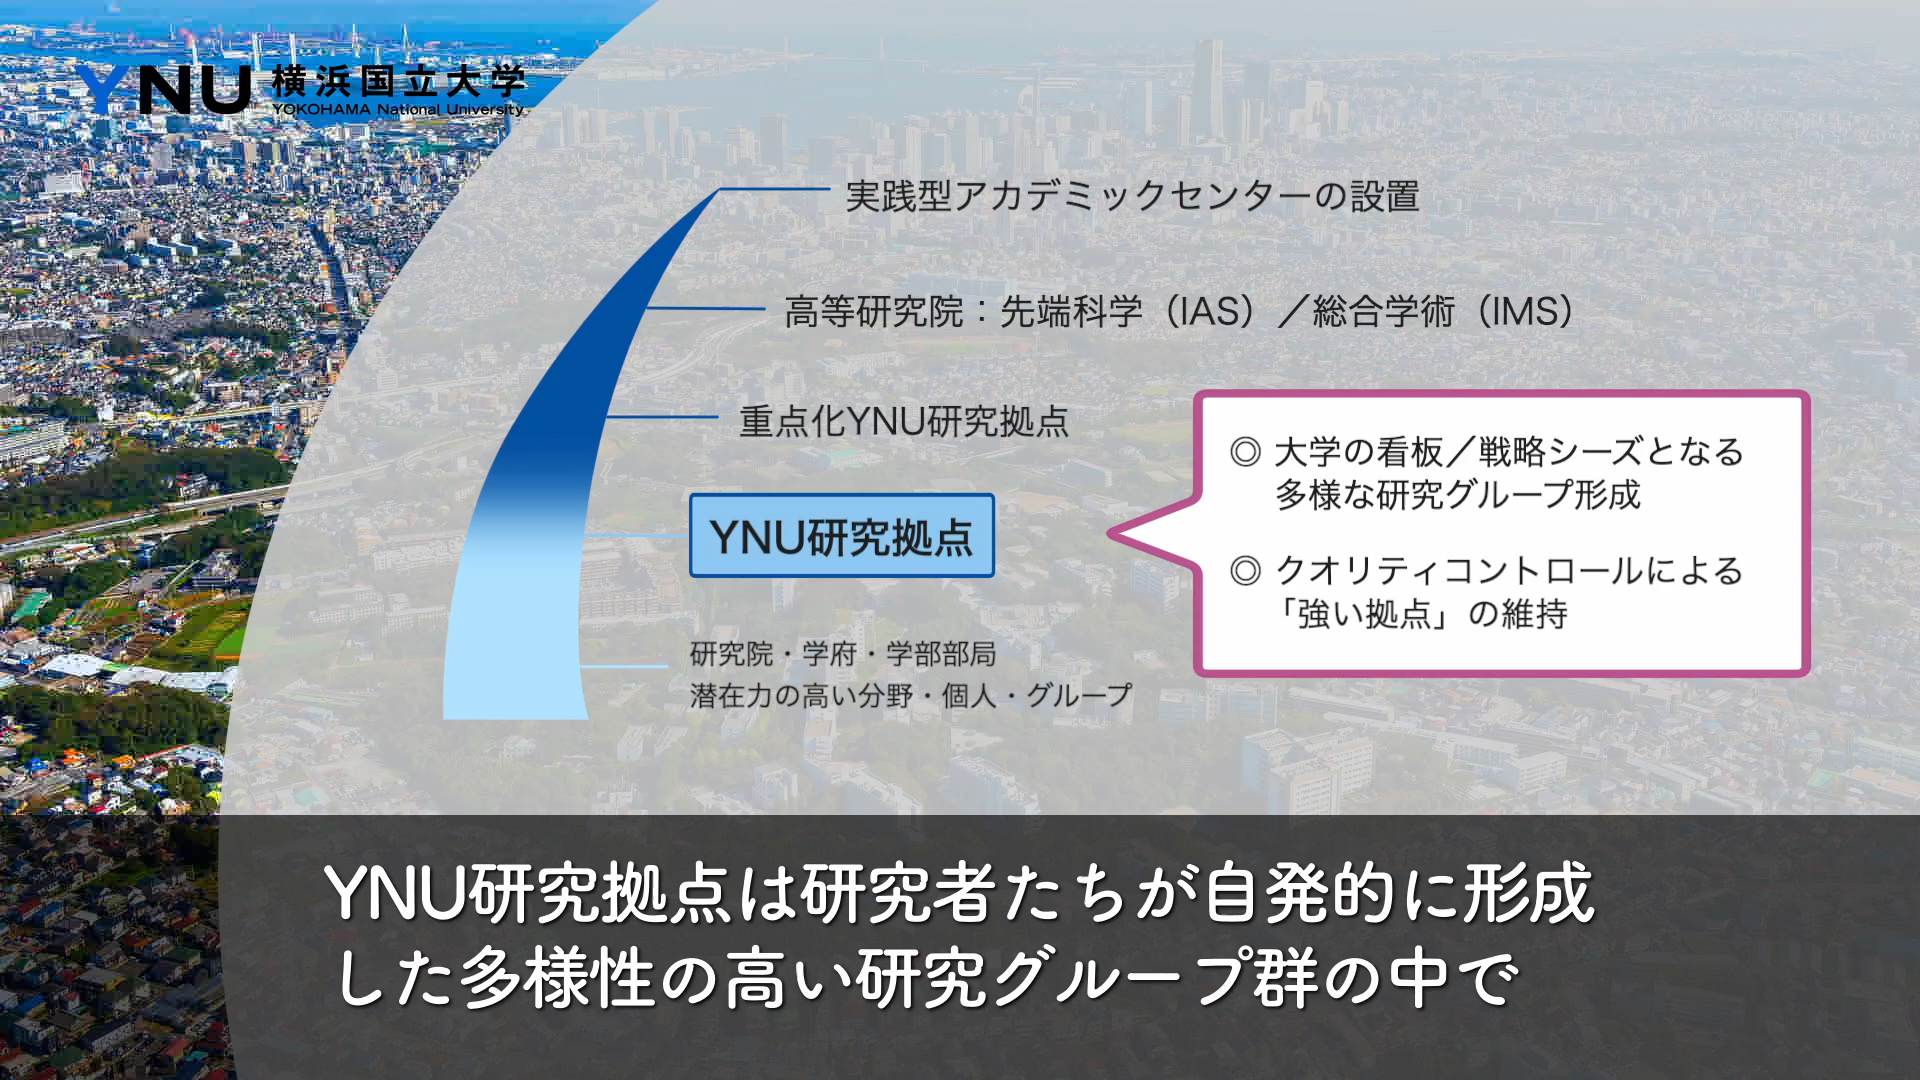 YNU 横浜国立大学
YOKOHAMA National University
実践型アカデミックセンターの設置
高等研究院：先端科学（IAS）／総合学術（IMS）
重点化YNU研究拠点
YNU研究拠点
研究院・学府・学部部局
潜在力の高い分野・個人・グループ
◎ 大学の看板／戦略シーズとなる
多様な研究グループ形成
◎ クオリティコントロールによる
「強い拠点」の維持
YNU研究拠点は研究者たちが自発的に形成
した多様性の高い研究グループ群の中で